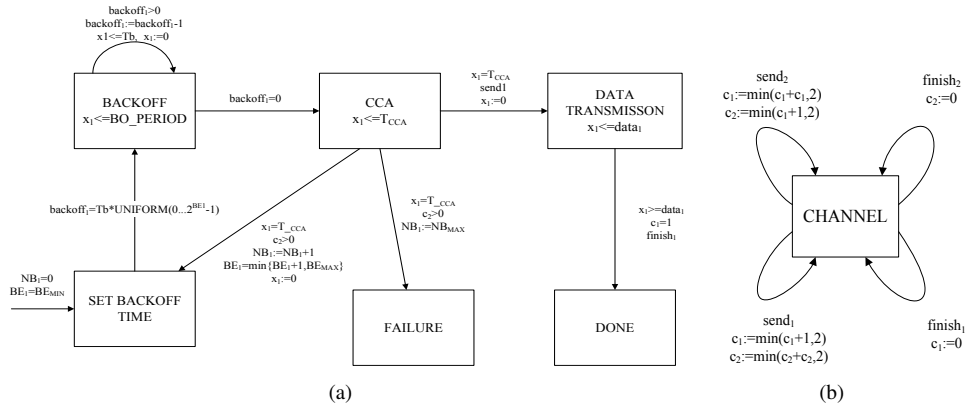 backoff₁>0
backoff₁:=backoff₁-1
x1<=Tb, x₁:=0
BACKOFF
x₁<=BO_PERIOD
backoff₁=0
CCA
x₁<=T_CCA
x₁=T_CCA
send1
x₁:=0
DATA
TRANSMISSON
x₁<=data₁
backoff₁=Tb*UNIFORM(0...2^BE1-1)
x₁=T_CCA
c₂>0
NB₁:=NB₁+1
BE₁=min{BE₁+1,BE_MAX}
x₁:=0
x₁=T_CCA
c₂>0
NB₁:=NB_MAX
x₁>=data₁
c₁=1
finish₁
NB₁=0
BE₁=BE_MIN
SET BACKOFF
TIME
FAILURE
DONE
(a)
send₂
c₁:=min(c₁+c₁,2)
c₂:=min(c₁+1,2)
finish₂
c₂:=0
CHANNEL
send₁
c₁:=min(c₁+1,2)
c₂:=min(c₂+c₂,2)
finish₁
c₁:=0
(b)